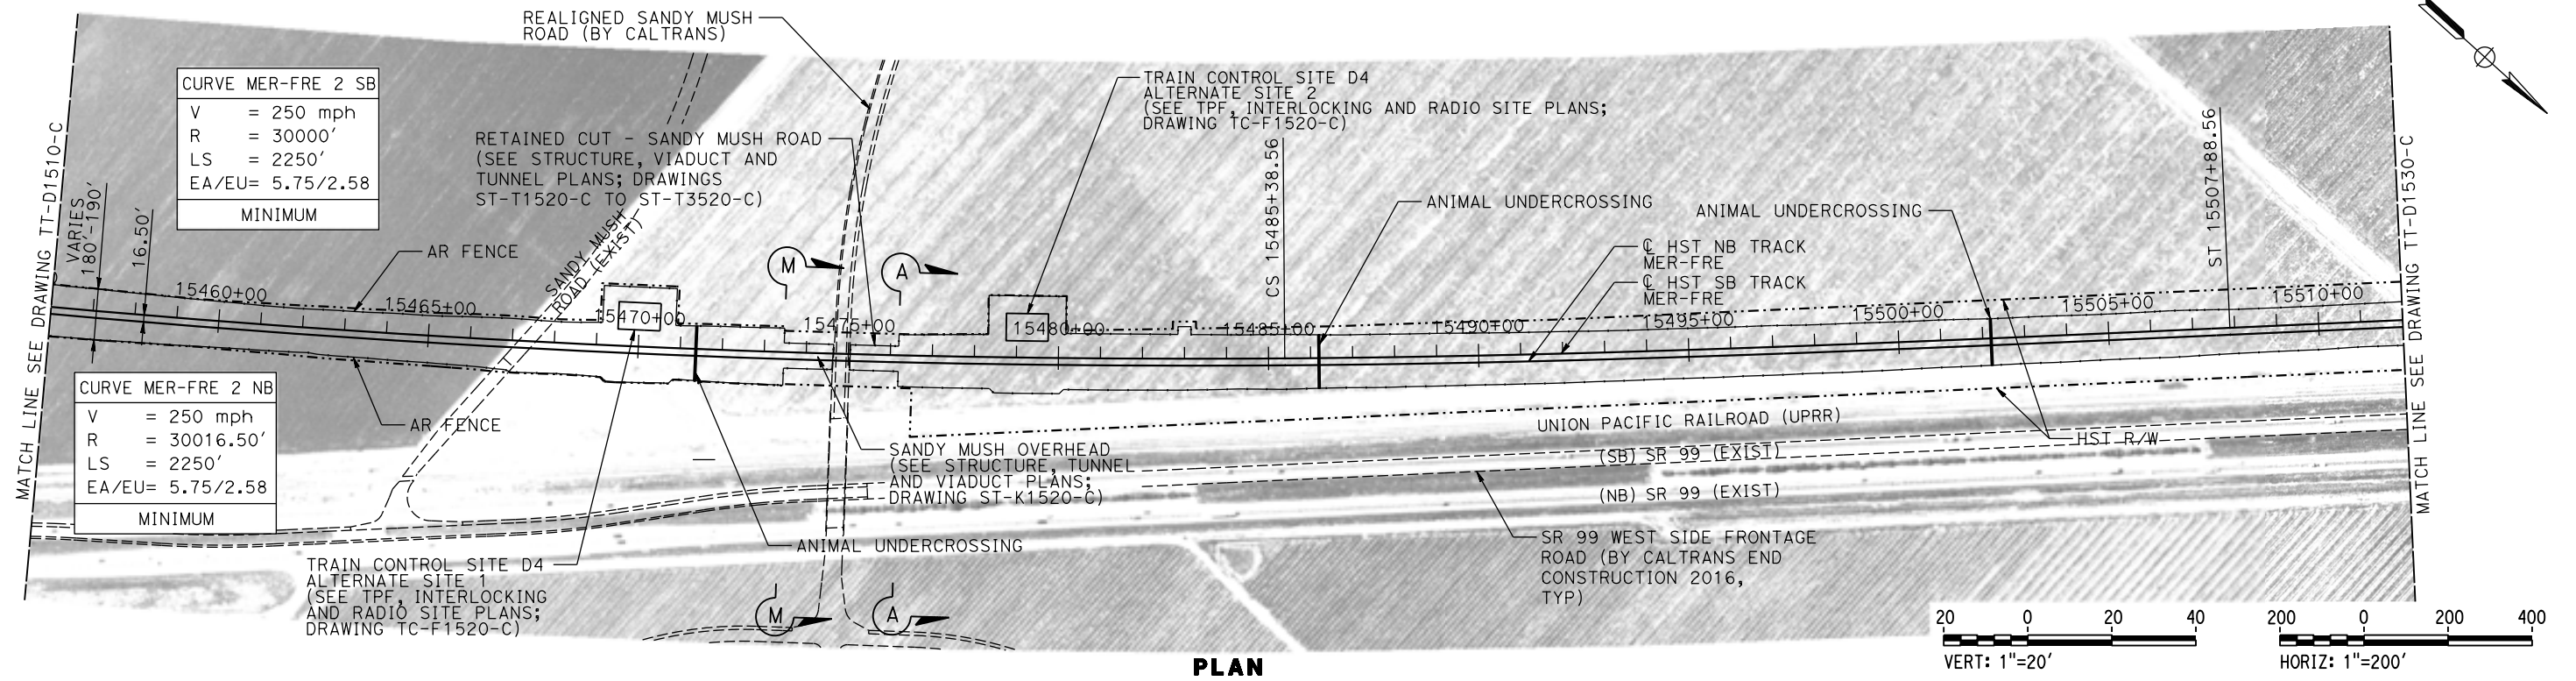 REALIGNED SANDY MUSH
ROAD (BY CALTRANS)
CURVE MER-FRE 2 SB
V = 250 mph
R = 30000'
LS = 2250'
EA/EU= 5.75/2.58
MINIMUM
RETAINED CUT - SANDY MUSH ROAD
(SEE STRUCTURE, VIADUCT AND
TUNNEL PLANS; DRAWINGS
ST-T1520-C TO ST-T3520-C)
TRAIN CONTROL SITE D4
ALTERNATE SITE 2
(SEE TPF, INTERLOCKING AND RADIO SITE PLANS;
DRAWING TC-F1520-C)
MATCH LINE SEE DRAWING TT-D1510-C
VARIES
180'-190'
16.50'
AR FENCE
SANDY MUSH
ROAD (EXIST)
M
A
CS 15485+38.56
ANIMAL UNDERCROSSING
ANIMAL UNDERCROSSING
℄ HST NB TRACK
MER-FRE
℄ HST SB TRACK
MER-FRE
ST 15507+88.56
MATCH LINE SEE DRAWING TT-D1530-C
15460+00
15465+00
15470+00
15475+00
15480+00
15485+00
15490+00
15495+00
15500+00
15505+00
15510+00
CURVE MER-FRE 2 NB
V = 250 mph
R = 30016.50'
LS = 2250'
EA/EU= 5.75/2.58
MINIMUM
AR FENCE
SANDY MUSH OVERHEAD
(SEE STRUCTURE, TUNNEL
AND VIADUCT PLANS;
DRAWING ST-K1520-C)
UNION PACIFIC RAILROAD (UPRR)
HST R/W
(SB) SR 99 (EXIST)
(NB) SR 99 (EXIST)
ANIMAL UNDERCROSSING
SR 99 WEST SIDE FRONTAGE
ROAD (BY CALTRANS END
CONSTRUCTION 2016,
TYP)
TRAIN CONTROL SITE D4
ALTERNATE SITE 1
(SEE TPF, INTERLOCKING
AND RADIO SITE PLANS;
DRAWING TC-F1520-C)
M
A
PLAN
20 0 20 40
VERT: 1"=20'
200 0 200 400
HORIZ: 1"=200'